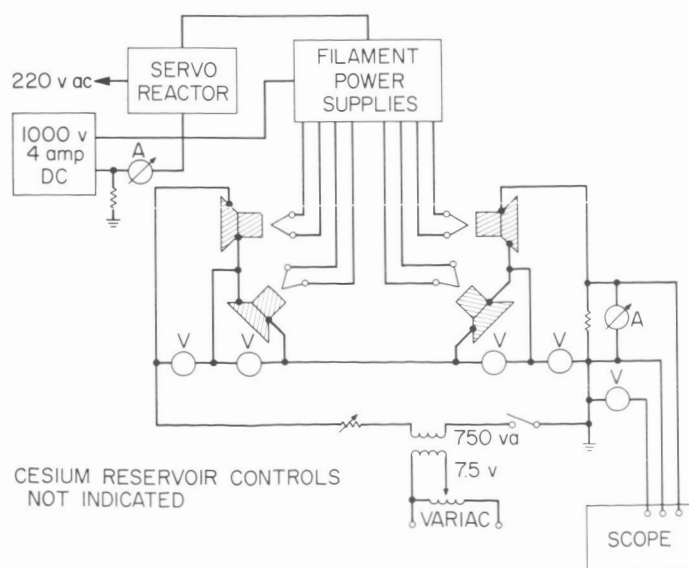 SERVO
REACTOR
FILAMENT
POWER
SUPPLIES
220 v ac
1000 v
4 amp
DC
A
A
V
V
V
V
V
750 va
7.5 v
VARIAC
CESIUM RESERVOIR CONTROLS
NOT INDICATED
SCOPE